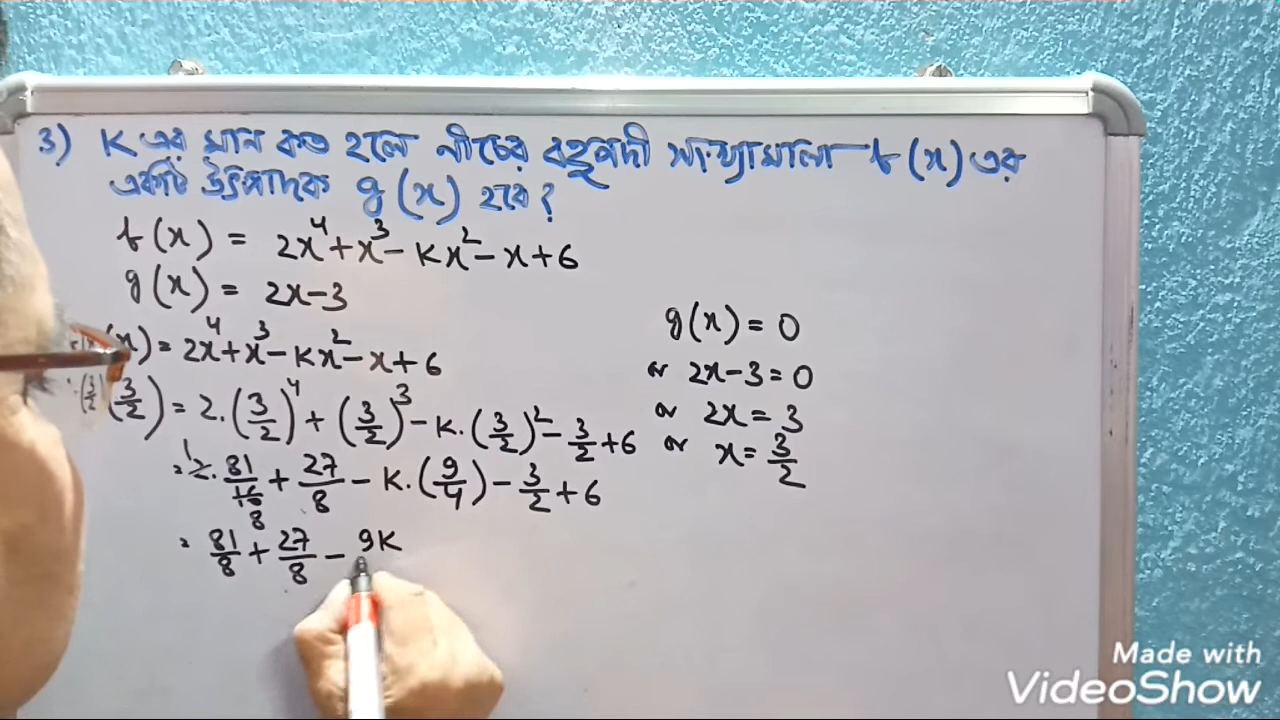 3) K এর মান কত হলে নীচের বহুপদী সংখ্যামালা f(x) এর
একটি উৎপাদক g(x) হবে?
f(x) = 2x⁴+x³-Kx²-x+6
g(x) = 2x-3
(x) = 2x⁴+x³-Kx²-x+6
(3/2) = 2.(3/2)⁴+(3/2)³-K.(3/2)²-3/2+6
= 2.81/16+27/8-K.(9/4)-3/2+6
= 81/8+27/8-9K
g(x) = 0
or 2x-3=0
or 2x=3
or x=3/2
Made with
VideoShow